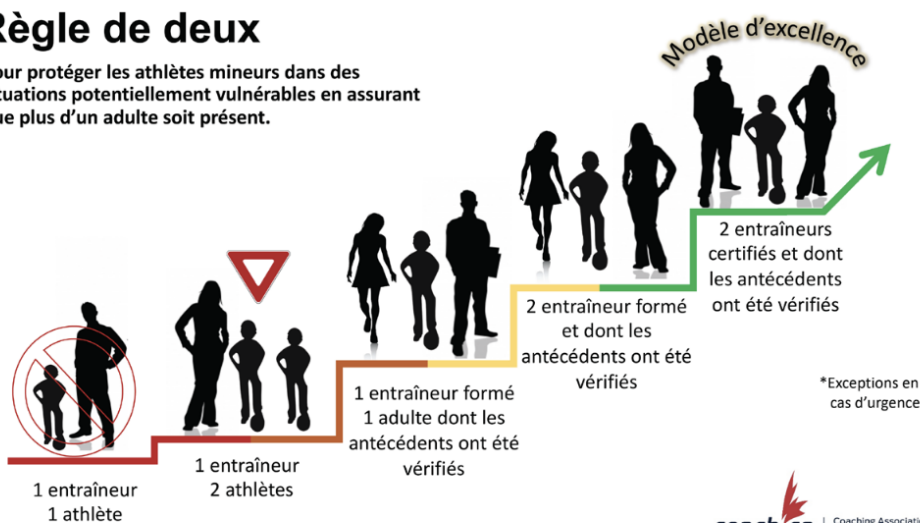 Règle de deux
our protéger les athlètes mineurs dans des
tuations potentiellement vulnérables en assurant
ue plus d'un adulte soit présent.
Modèle d'excellence
2 entraîneurs
certifiés et dont
les antécédents
ont été vérifiés
2 entraîneur formé
et dont les
antécédents ont été
vérifiés
1 entraîneur formé
1 adulte dont les
antécédents ont été
vérifiés
1 entraîneur
2 athlètes
1 entraîneur
1 athlète
*Exceptions en
cas d'urgence
Coaching Associati